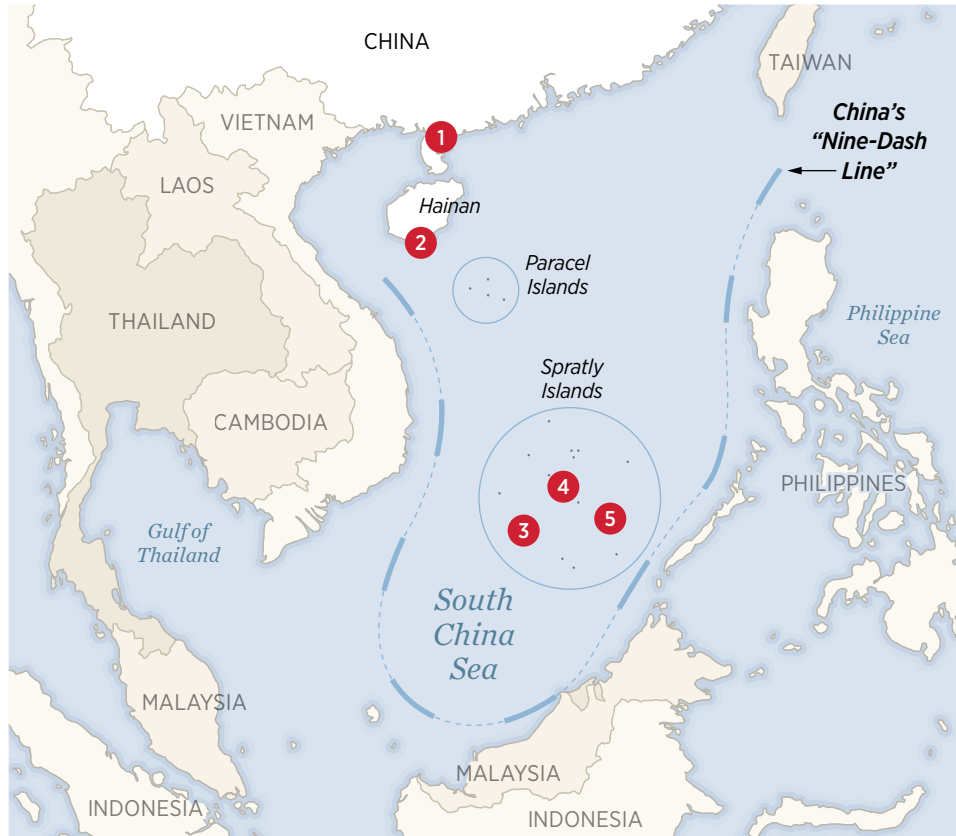 CHINA
TAIWAN
China's
"Nine-Dash
Line"
VIETNAM
1
LAOS
Hainan
2
Paracel
Islands
THAILAND
Philippine
Sea
Spratly
Islands
CAMBODIA
4
PHILIPPINES
3
5
Gulf of
Thailand
South
China
Sea
MALAYSIA
MALAYSIA
INDONESIA
INDONESIA